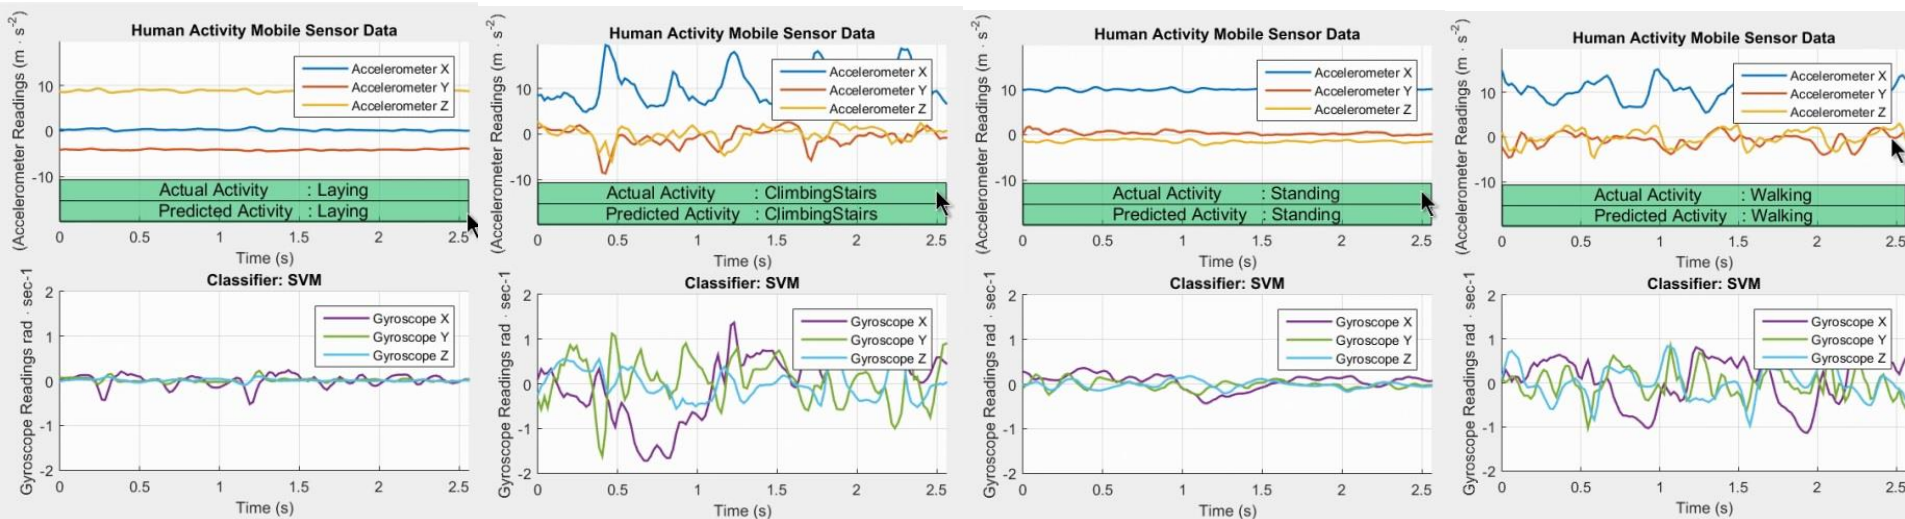 Human Activity Mobile Sensor Data
(Accelerometer Readings (m · s-2)
10
0
-10
Accelerometer X
Accelerometer Y
Accelerometer Z
Actual Activity : Laying
Predicted Activity : Laying
0 0.5 1 1.5 2 2.5
Time (s)
Classifier: SVM
Gyroscope Readings rad · sec-1
2
1
0
-1
-2
Gyroscope X
Gyroscope Y
Gyroscope Z
0 0.5 1 1.5 2 2.5
Time (s)
Human Activity Mobile Sensor Data
(Accelerometer Readings (m · s-2)
10
0
-10
Accelerometer X
Accelerometer Y
Accelerometer Z
Actual Activity : ClimbingStairs
Predicted Activity : ClimbingStairs
0 0.5 1 1.5 2 2.5
Time (s)
Classifier: SVM
Gyroscope Readings rad · sec-1
2
1
0
-1
-2
Gyroscope X
Gyroscope Y
Gyroscope Z
0 0.5 1 1.5 2 2.5
Time (s)
Human Activity Mobile Sensor Data
(Accelerometer Readings (m · s-2)
10
0
-10
Accelerometer X
Accelerometer Y
Accelerometer Z
Actual Activity : Standing
Predicted Activity : Standing
0 0.5 1 1.5 2 2.5
Time (s)
Classifier: SVM
Gyroscope Readings rad · sec-1
2
1
0
-1
-2
Gyroscope X
Gyroscope Y
Gyroscope Z
0 0.5 1 1.5 2 2.5
Time (s)
Human Activity Mobile Sensor Data
(Accelerometer Readings (m · s-2)
10
0
-10
Accelerometer X
Accelerometer Y
Accelerometer Z
Actual Activity : Walking
Predicted Activity : Walking
0 0.5 1 1.5 2 2.5
Time (s)
Classifier: SVM
Gyroscope Readings rad · sec-1
2
1
0
-1
-2
Gyroscope X
Gyroscope Y
Gyroscope Z
0 0.5 1 1.5 2 2.5
Time (s)